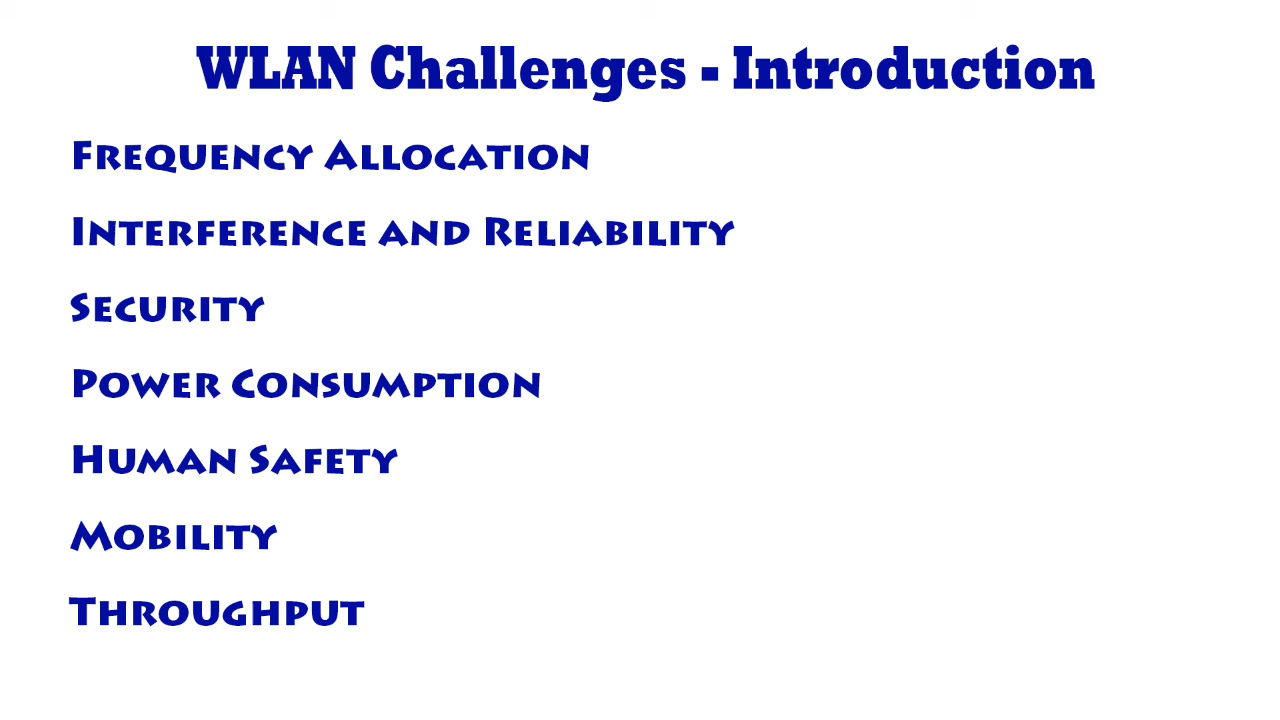 WLAN Challenges - Introduction
Frequency Allocation
Interference and Reliability
Security
Power Consumption
Human Safety
Mobility
Throughput